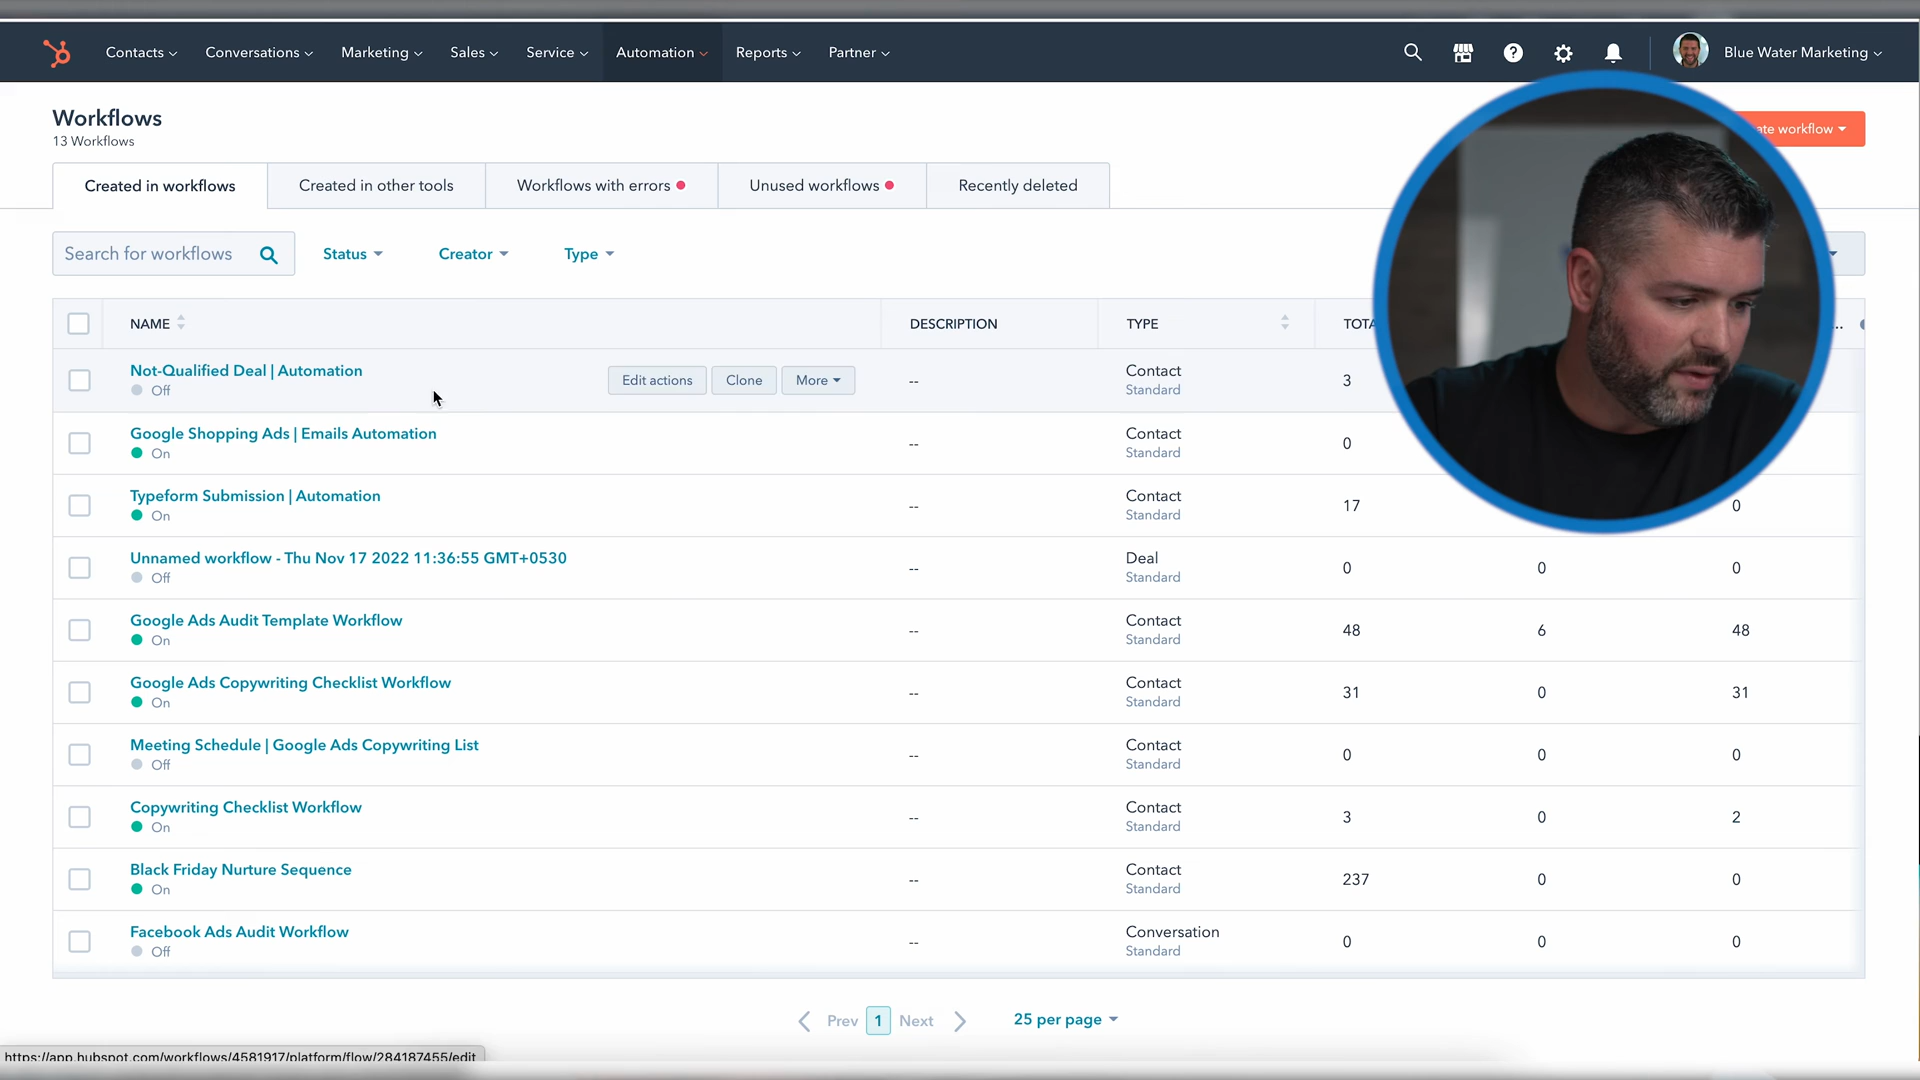 Contacts Conversations Marketing Sales Service Automation Reports Partner Blue Water Marketing
Workflows
13 Workflows
ate workflow
Created in workflows Created in other tools Workflows with errors Unused workflows Recently deleted
Search for workflows Status Creator Type
NAME DESCRIPTION TYPE TOTA ...
Not-Qualified Deal | Automation Edit actions Clone More -- Contact 3
Off Standard
Google Shopping Ads | Emails Automation -- Contact 0
On Standard
Typeform Submission | Automation -- Contact 17 0
On Standard
Unnamed workflow - Thu Nov 17 2022 11:36:55 GMT+0530 -- Deal 0 0 0
Off Standard
Google Ads Audit Template Workflow -- Contact 48 6 48
On Standard
Google Ads Copywriting Checklist Workflow -- Contact 31 0 31
On Standard
Meeting Schedule | Google Ads Copywriting List -- Contact 0 0 0
Off Standard
Copywriting Checklist Workflow -- Contact 3 0 2
On Standard
Black Friday Nurture Sequence -- Contact 237 0 0
On Standard
Facebook Ads Audit Workflow -- Conversation 0 0 0
Off Standard
Prev 1 Next 25 per page
https://app.hubspot.com/workflows/4581917/platform/flow/284187455/edit